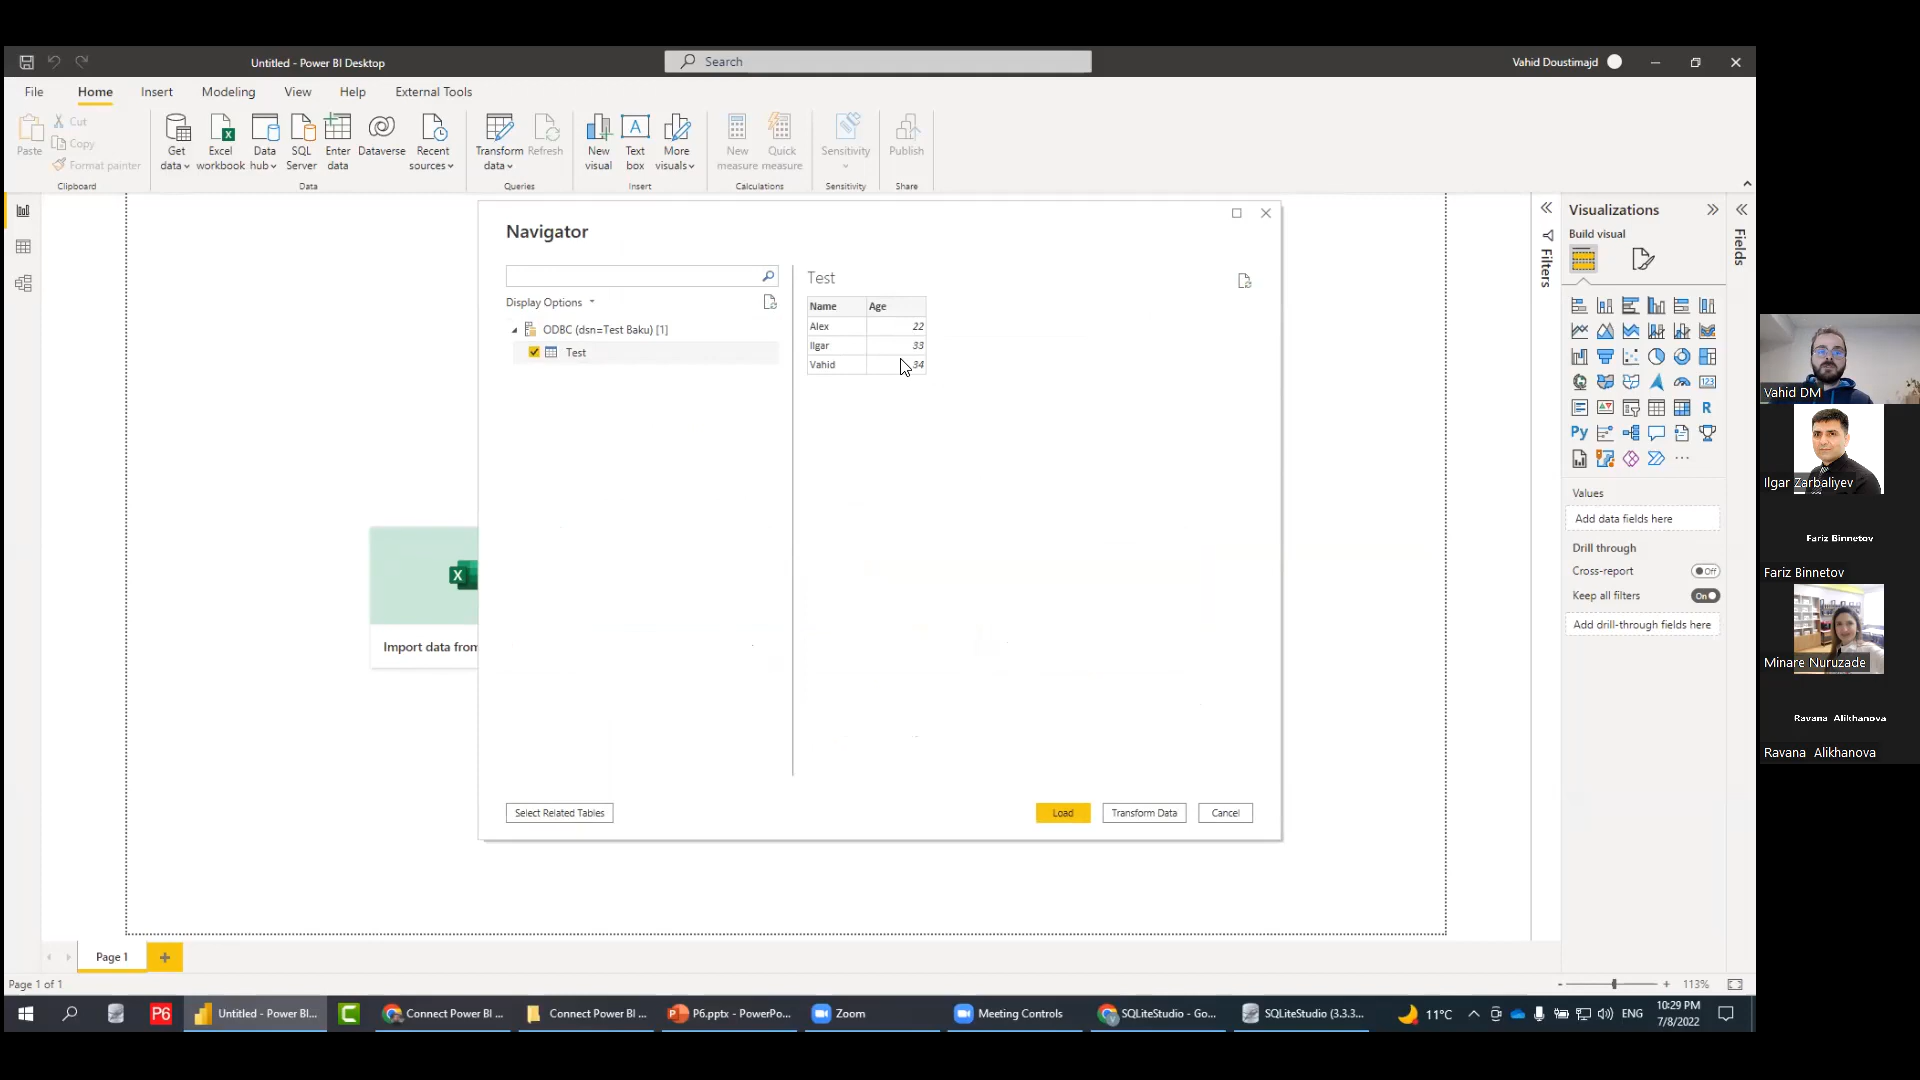 Untitled - Power BI Desktop
Search
Vahid Doustimajd
File
Home
Insert
Modeling
View
Help
External Tools
Paste
Cut
Copy
Format painter
Clipboard
Get data
Excel workbook
Data hub
SQL Server
Enter data
Dataverse
Recent sources
Data
Transform data
Refresh
Queries
New visual
Text box
More visuals
Insert
New measure
Quick measure
Calculations
Sensitivity
Sensitivity
Publish
Share
Navigator
Display Options
ODBC (dsn=Test Baku) [1]
Test
Test
Name Age
Alex 22
Ilgar 33
Vahid 34
Select Related Tables
Load
Transform Data
Cancel
Import data from
Filters
Visualizations
Build visual
Fields
R
Py
123
Values
Add data fields here
Drill through
Cross-report
Off
Keep all filters
On
Add drill-through fields here
Vahid DM
Ilgar Zarbaliyev
Fariz Binnetov
Fariz Binnetov
Minare Nuruzade
Ravana Alikhanova
Ravana Alikhanova
Page 1
Page 1 of 1
113%
P6
Untitled - Power BI...
Connect Power BI ...
Connect Power BI ...
P6.pptx - PowerPo...
Zoom
Meeting Controls
SQLiteStudio - Go...
SQLiteStudio (3.3.3...
11°C
ENG
10:29 PM
7/8/2022